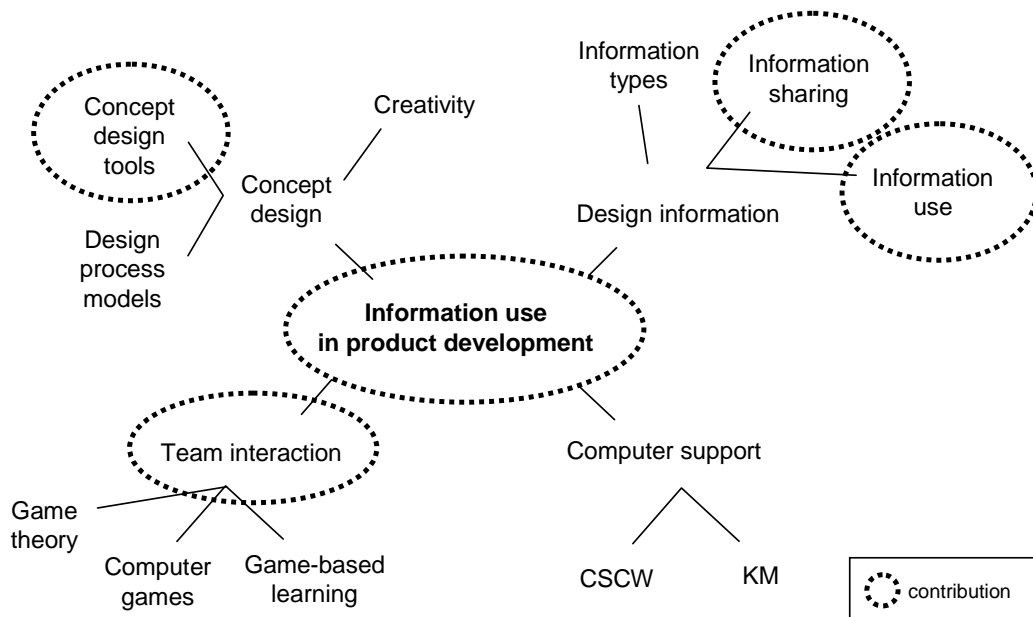 Information
types
Information
sharing
Concept
design
tools
Creativity
Information
use
Concept
design
Design information
Design
process
models
Information use
in product development
Team interaction
Computer support
Game
theory
Computer
games
Game-based
learning
CSCW
KM
contribution